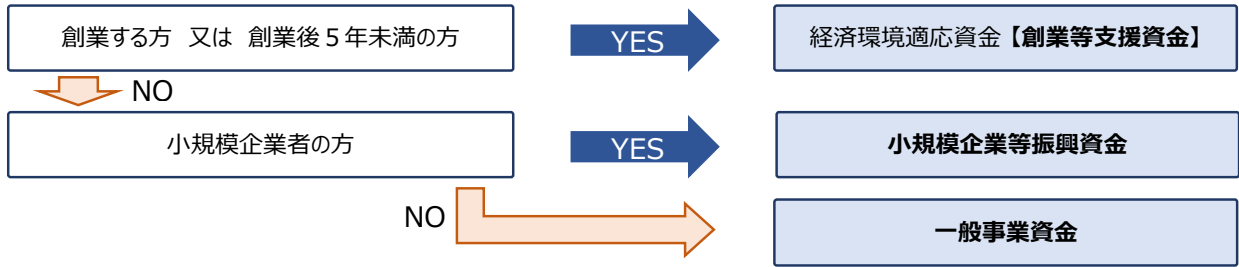 創業する方 又は 創業後５年未満の方
YES
経済環境適応資金【創業等支援資金】
NO
小規模企業者の方
YES
小規模企業等振興資金
NO
一般事業資金